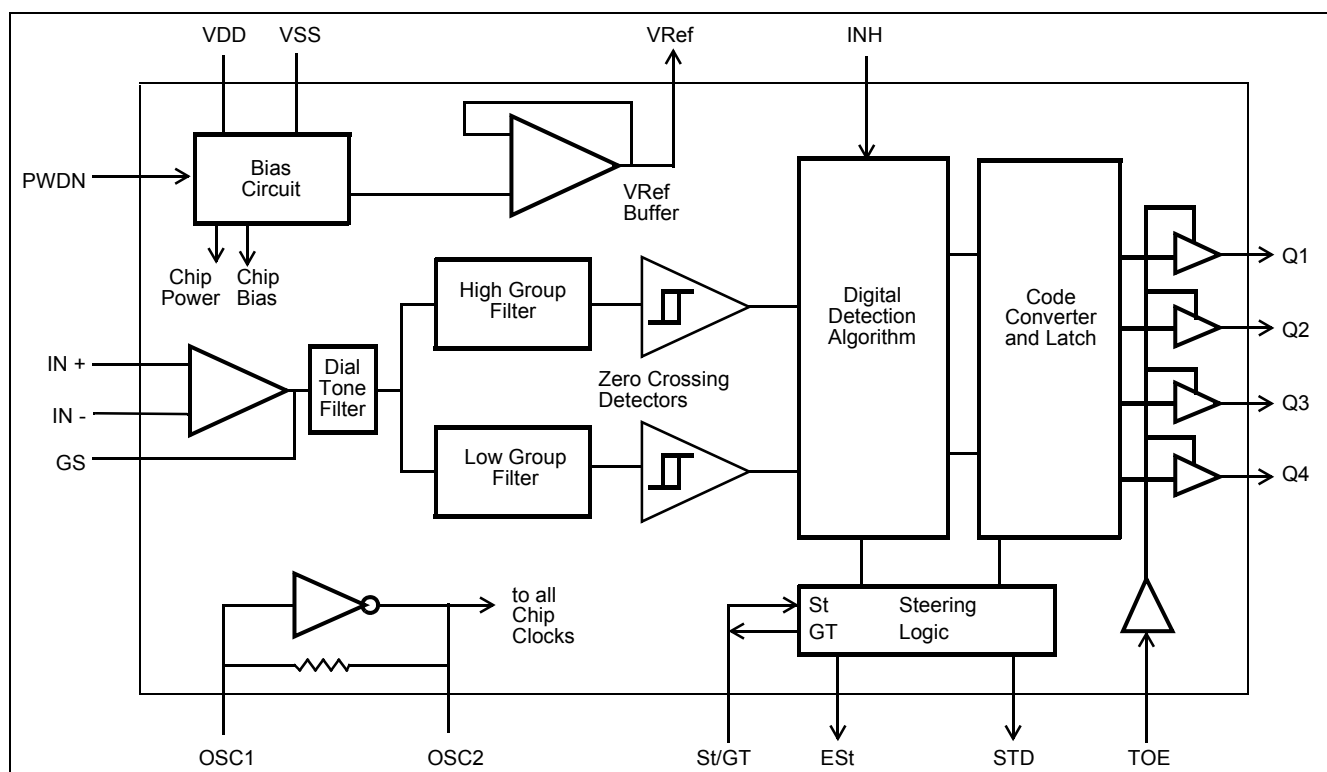 VDD
VSS
VRef
INH
PWDN
Bias
Circuit
VRef
Buffer
Chip
Power
Chip
Bias
High Group
Filter
Digital
Detection
Algorithm
Code
Converter
and Latch
Q1
Q2
Q3
Q4
IN +
IN -
GS
Dial
Tone
Filter
Zero Crossing
Detectors
Low Group
Filter
to all
Chip
Clocks
St
Steering
GT
Logic
OSC1
OSC2
St/GT
ESt
STD
TOE